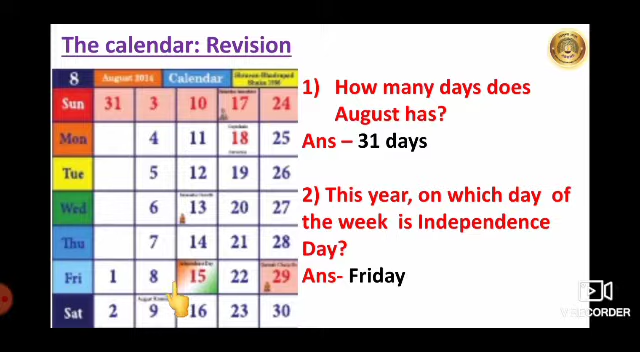 The calendar: Revision
8 August 2014 Calendar
Sun 31 3 10 17 24
Mon 4 11 18 25
Tue 5 12 19 26
Wed 6 13 20 27
Thu 7 14 21 28
Fri 1 8 15 22 29
Sat 2 9 16 23 30
1) How many days does
August has?
Ans – 31 days
2) This year, on which day of
the week is Independence
Day?
Ans- Friday
V RECORDER